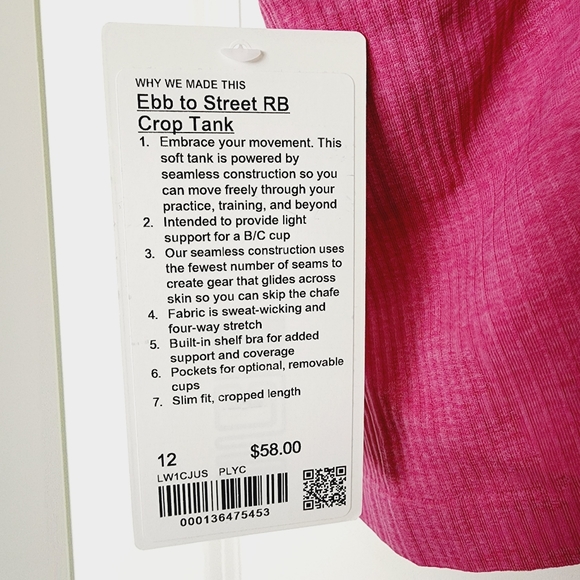 WHY WE MADE THIS
Ebb to Street RB
Crop Tank
1. Embrace your movement. This
soft tank is powered by
seamless construction so you
can move freely through your
practice, training, and beyond
2. Intended to provide light
support for a B/C cup
3. Our seamless construction uses
the fewest number of seams to
create gear that glides across
skin so you can skip the chafe
4. Fabric is sweat-wicking and
four-way stretch
5. Built-in shelf bra for added
support and coverage
6. Pockets for optional, removable
cups
7. Slim fit, cropped length
12 $58.00
LW1CJUS PLYC
000136475453